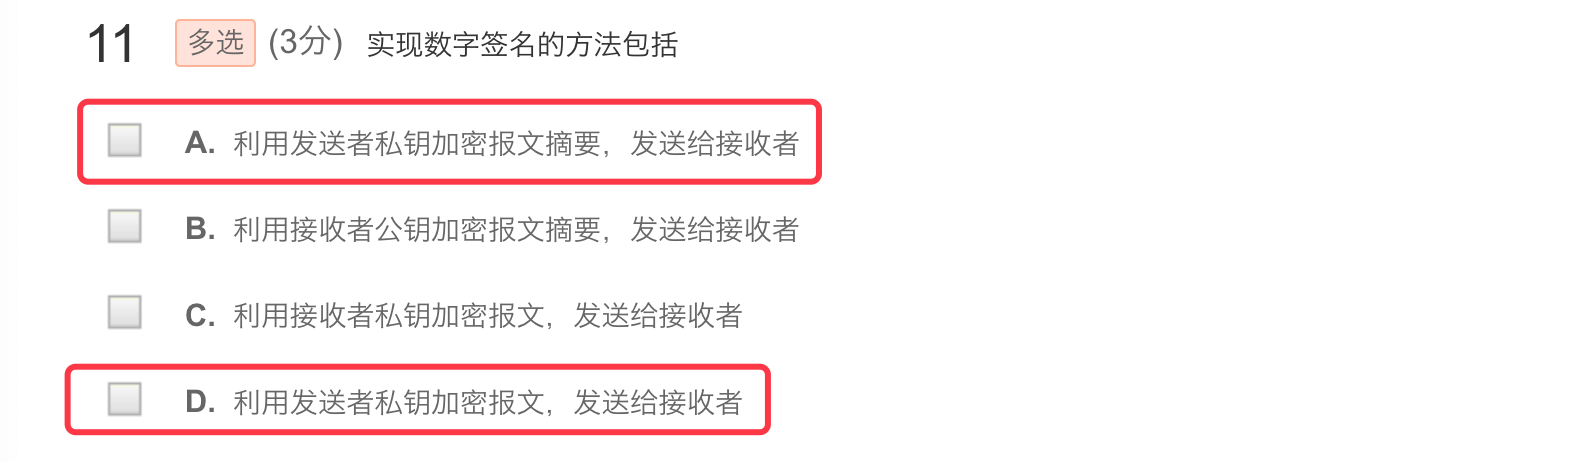 11 多选 (3分) 实现数字签名的方法包括
A. 利用发送者私钥加密报文摘要，发送给接收者
B. 利用接收者公钥加密报文摘要，发送给接收者
C. 利用接收者私钥加密报文，发送给接收者
D. 利用发送者私钥加密报文，发送给接收者